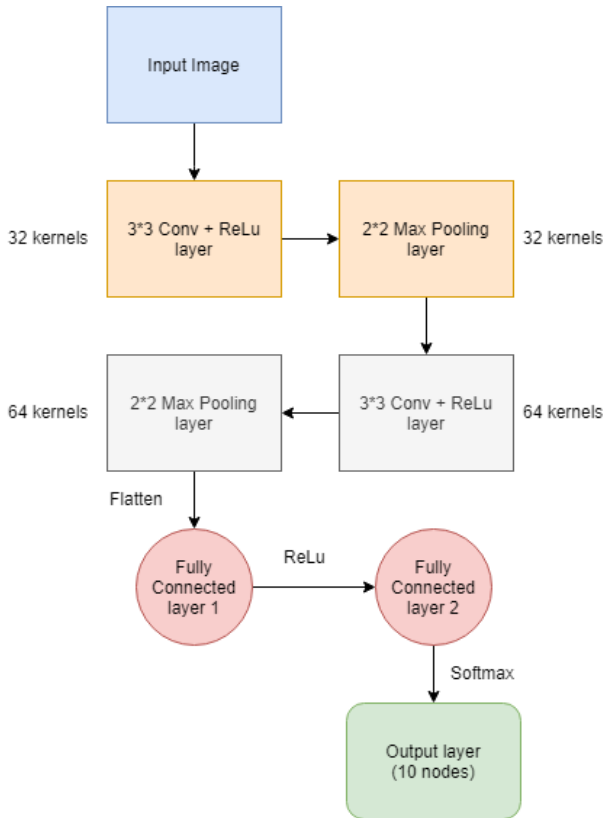 Input Image
32 kernels
3*3 Conv + ReLu
layer
2*2 Max Pooling
layer
32 kernels
64 kernels
2*2 Max Pooling
layer
3*3 Conv + ReLu
layer
64 kernels
Flatten
Fully
Connected
layer 1
ReLu
Fully
Connected
layer 2
Softmax
Output layer
(10 nodes)